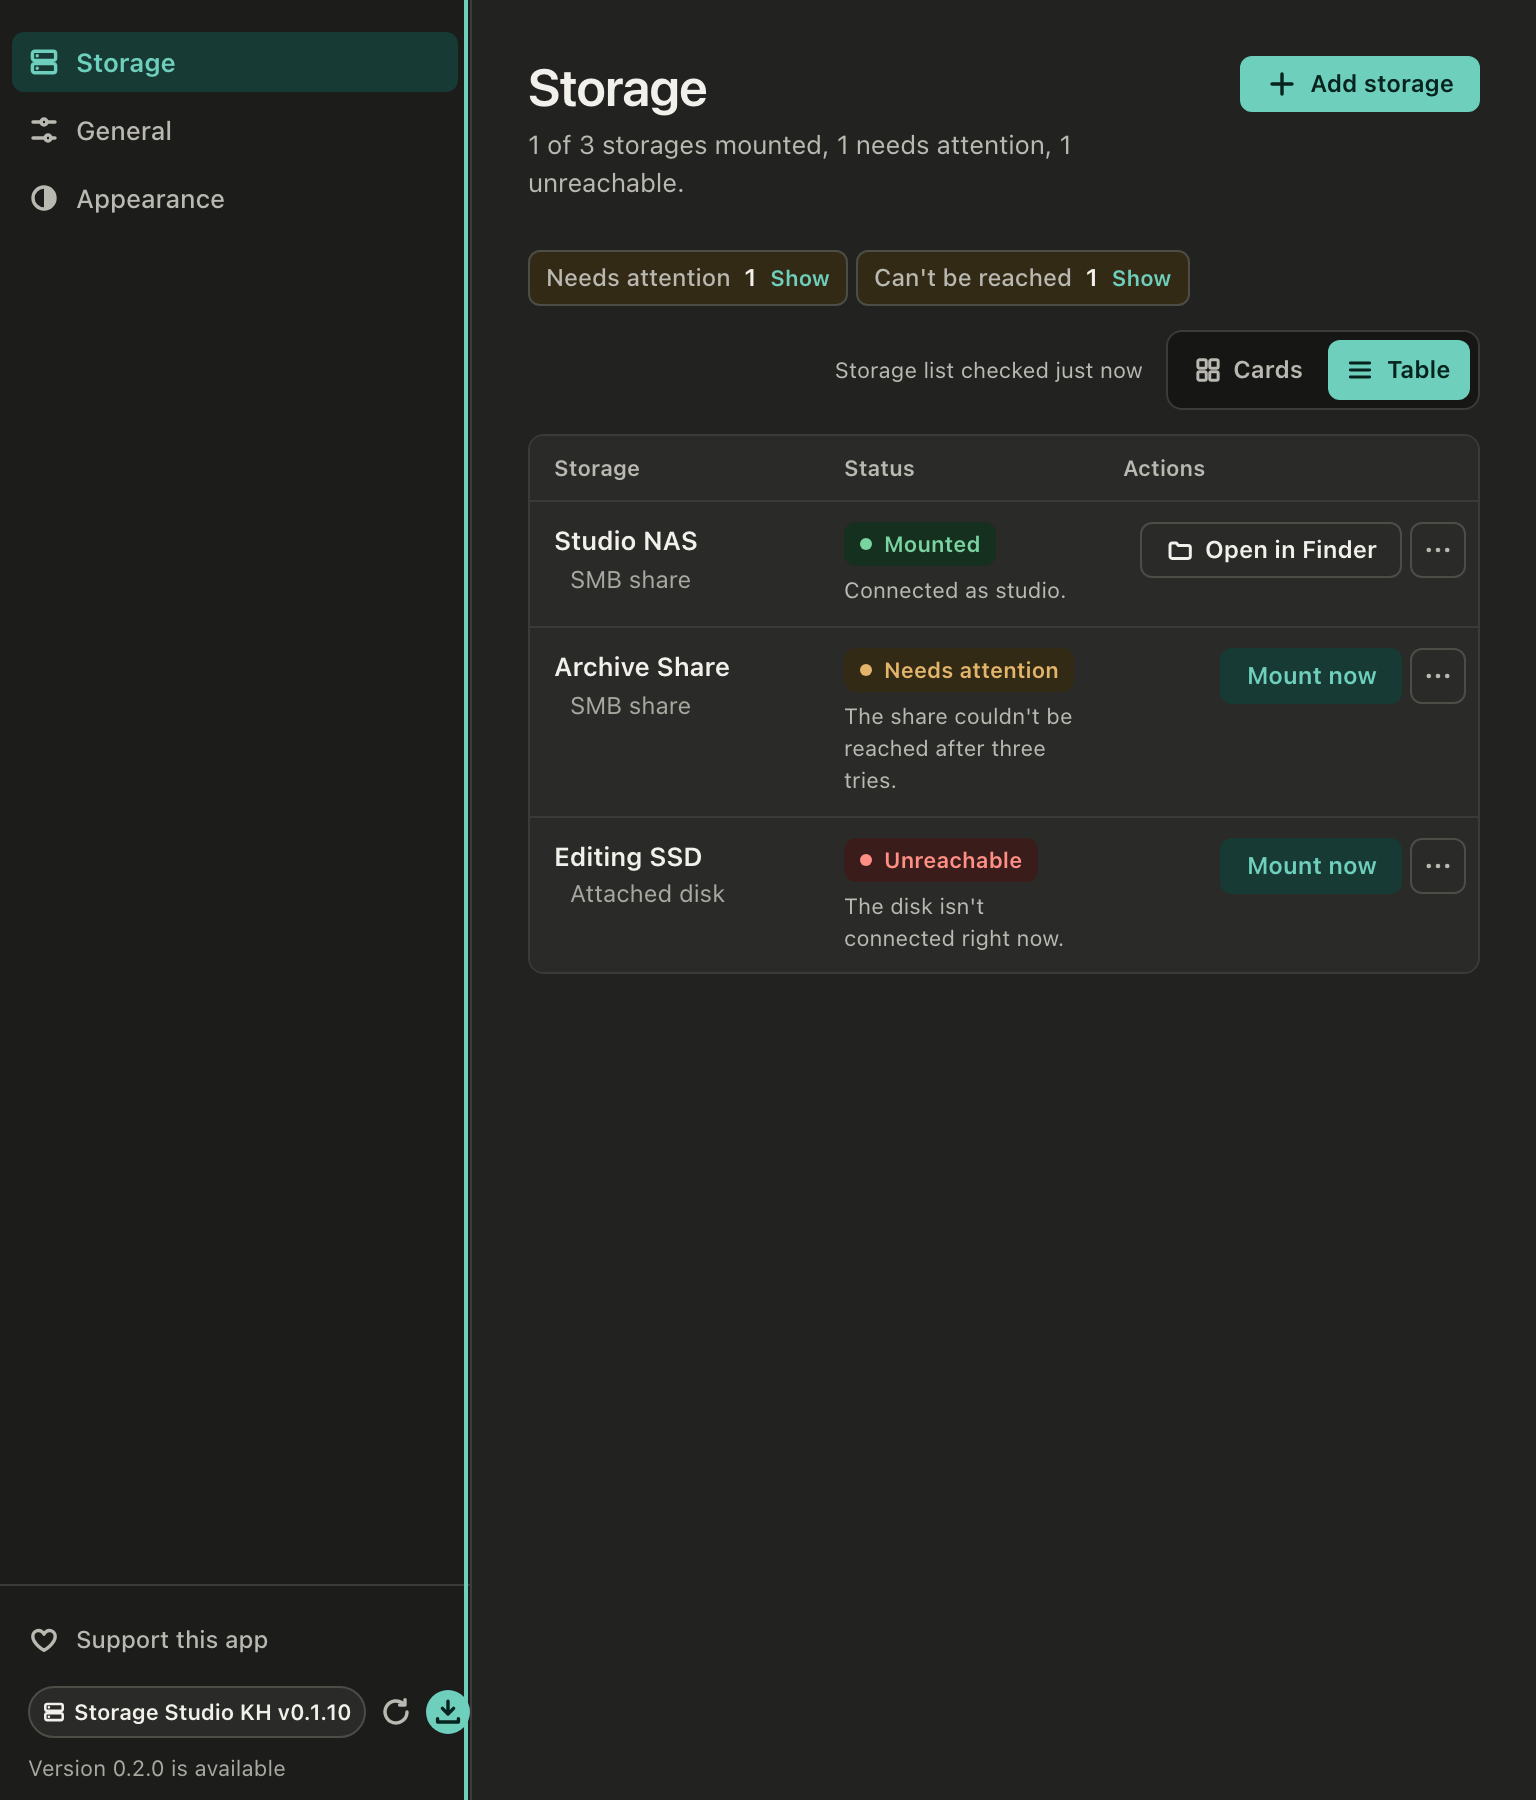 Storage
General
Appearance
Support this app
Storage Studio KH v0.1.10
Version 0.2.0 is available
Storage
Add storage
1 of 3 storages mounted, 1 needs attention, 1
unreachable.
Needs attention 1 Show
Can't be reached 1 Show
Storage list checked just now
Cards
Table
Storage
Status
Actions
Studio NAS
SMB share
Mounted
Connected as studio.
Open in Finder
Archive Share
SMB share
Needs attention
The share couldn't be
reached after three
tries.
Mount now
Editing SSD
Attached disk
Unreachable
The disk isn't
connected right now.
Mount now